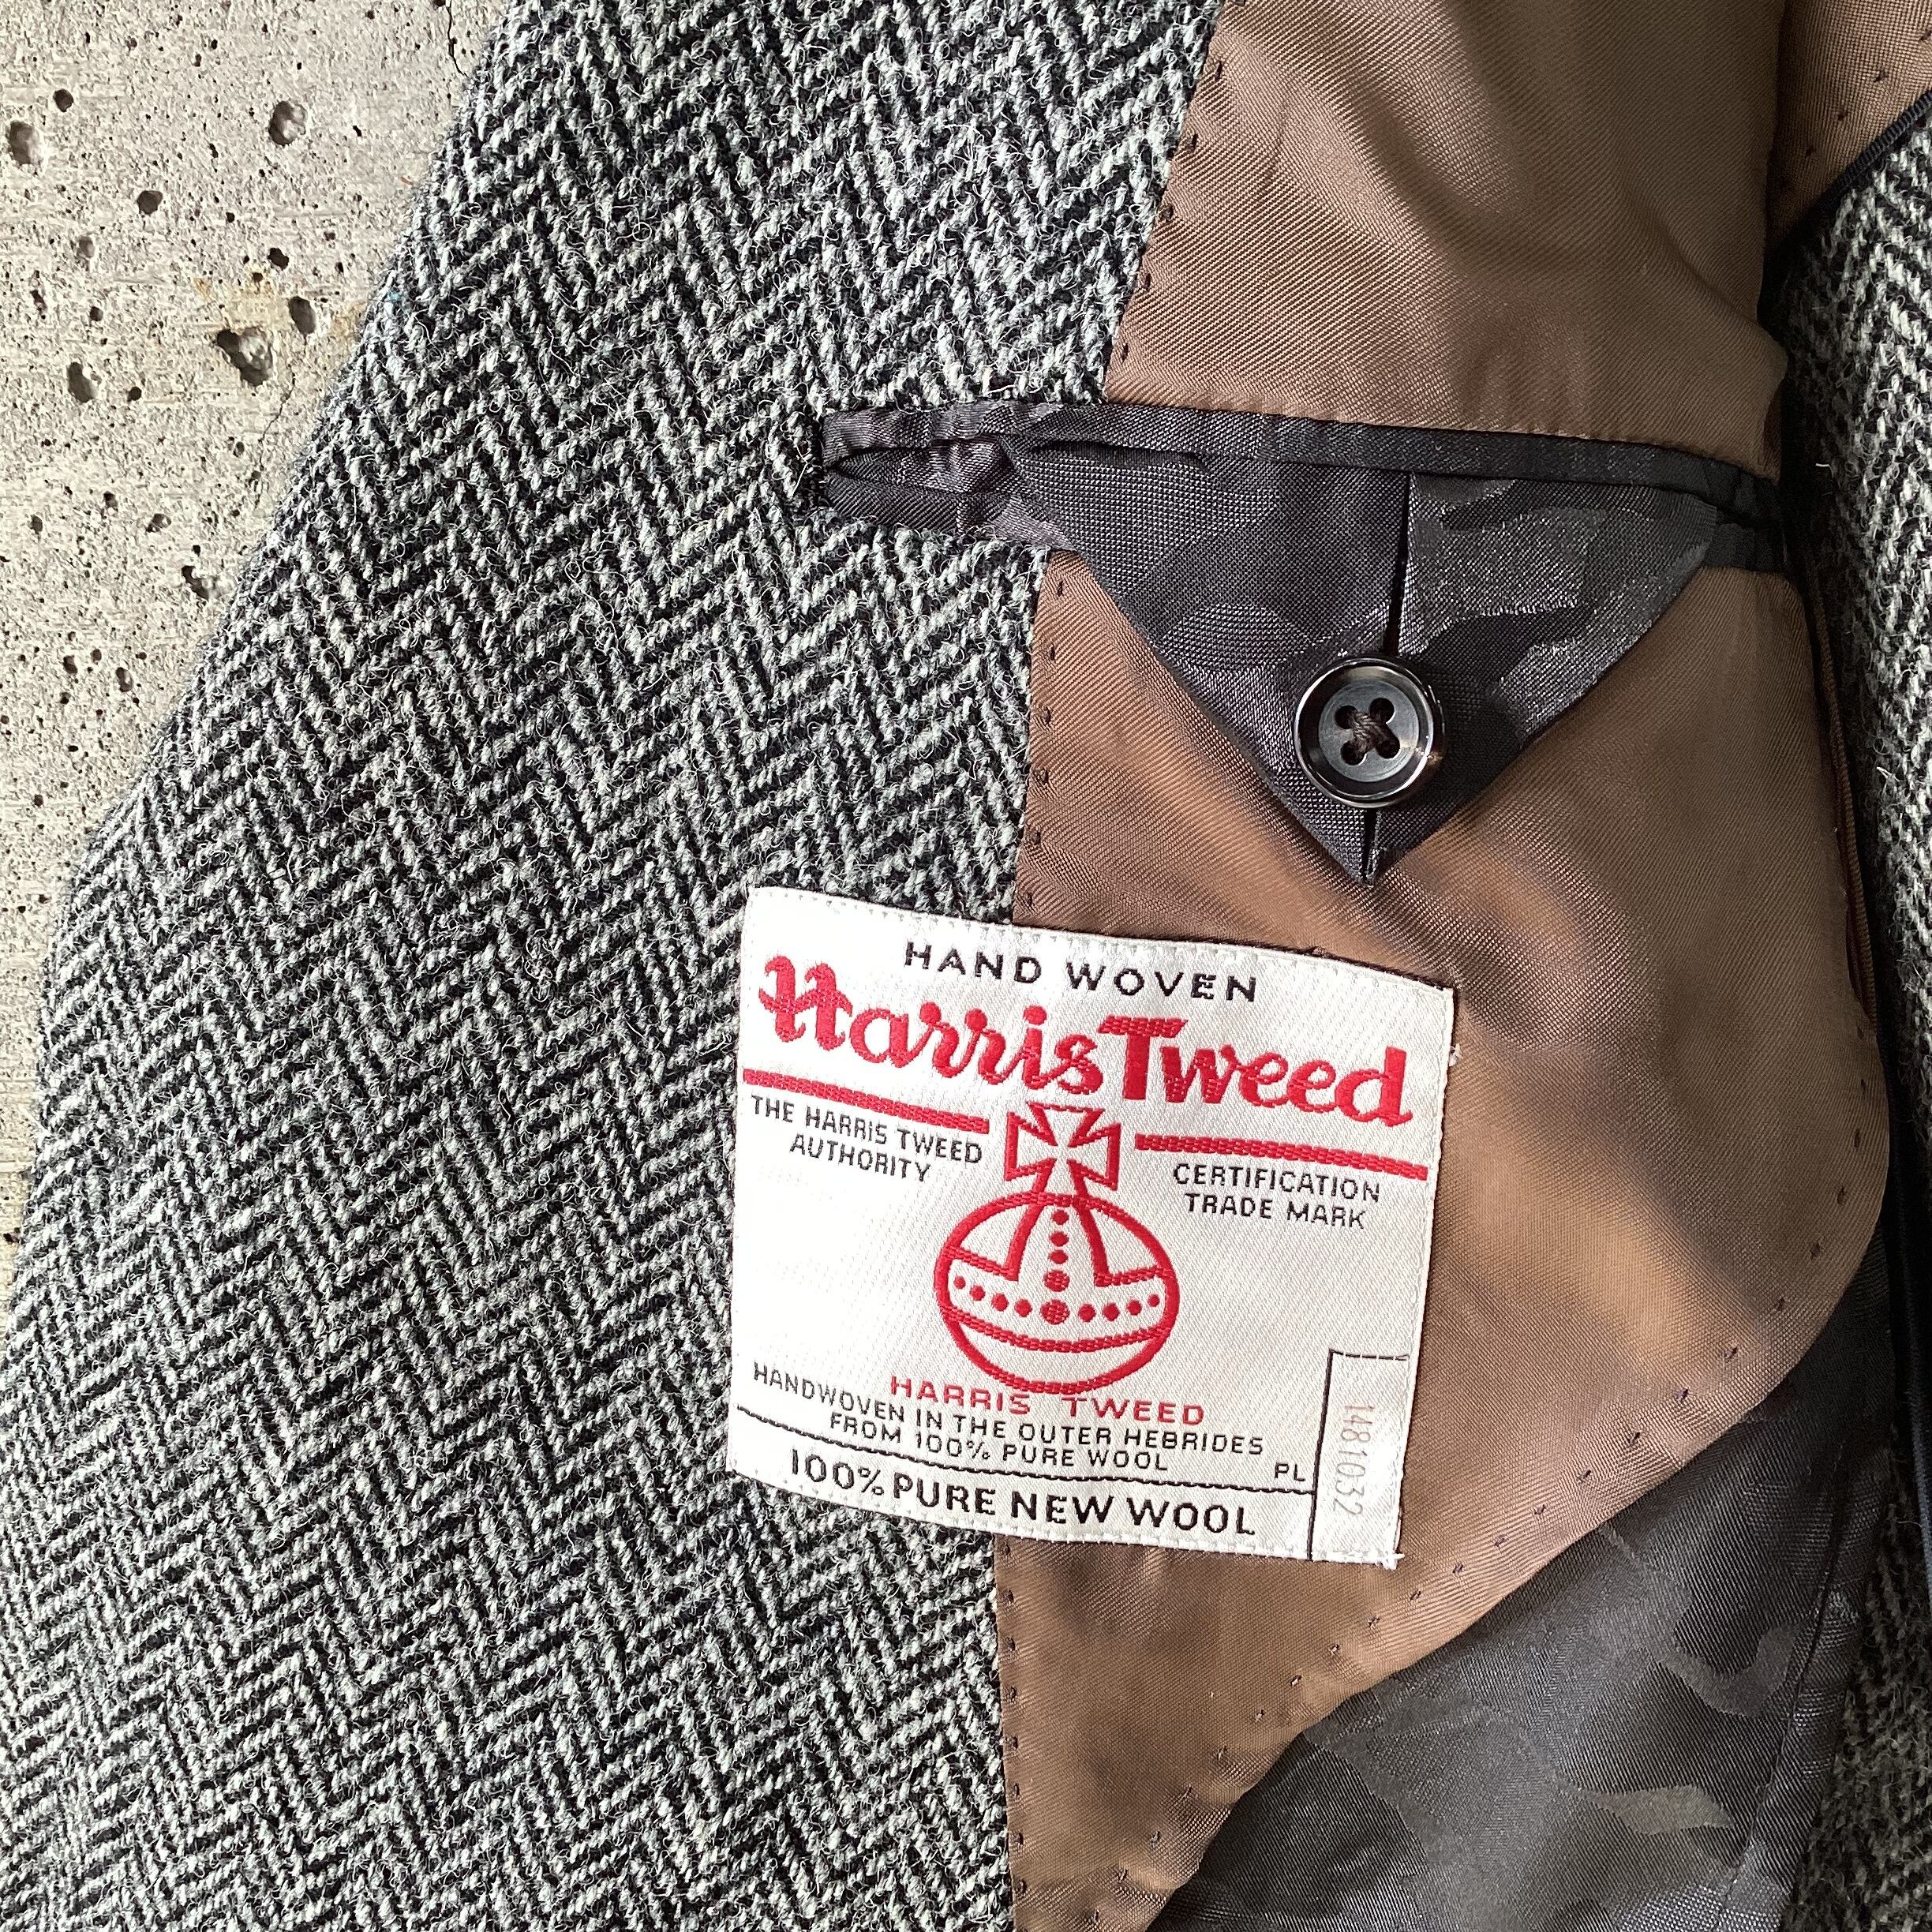 HAND WOVEN
Harris Tweed
THE HARRIS TWEED
AUTHORITY
CERTIFICATION
TRADE MARK
HARRIS TWEED
HANDWOVEN IN THE OUTER HEBRIDES
FROM 100% PURE WOOL
PL
100% PURE NEW WOOL
1481032